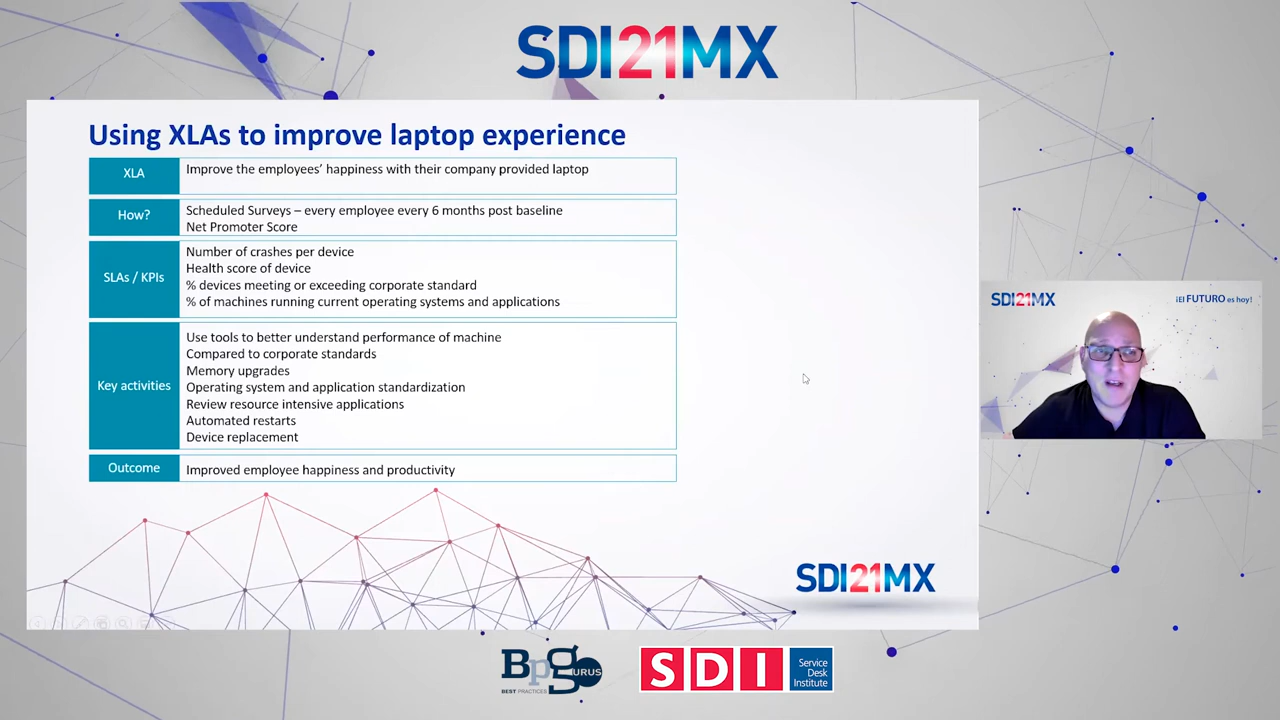 SDI21MX
Using XLAs to improve laptop experience
XLA
Improve the employees’ happiness with their company provided laptop
How?
Scheduled Surveys – every employee every 6 months post baseline
Net Promoter Score
SLAs / KPIs
Number of crashes per device
Health score of device
% devices meeting or exceeding corporate standard
% of machines running current operating systems and applications
Key activities
Use tools to better understand performance of machine
Compared to corporate standards
Memory upgrades
Operating system and application standardization
Review resource intensive applications
Automated restarts
Device replacement
Outcome
Improved employee happiness and productivity
SDI21MX
SDI21MX
¡El FUTURO es hoy!
BpgURUS
BEST PRACTICES
SDI
Service
Desk
Institute